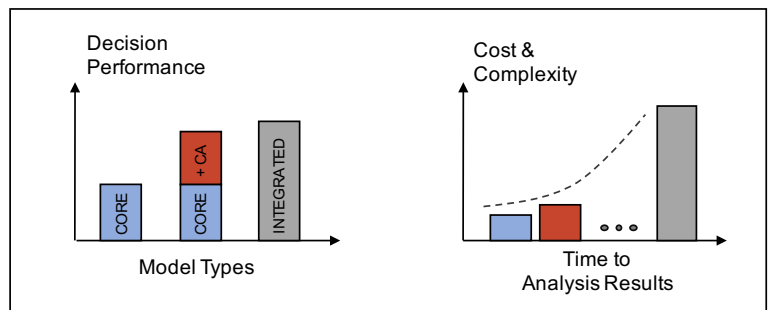 Decision
Performance
CORE
+ CA
CORE
INTEGRATED
Model Types
Cost &
Complexity
Time to
Analysis Results